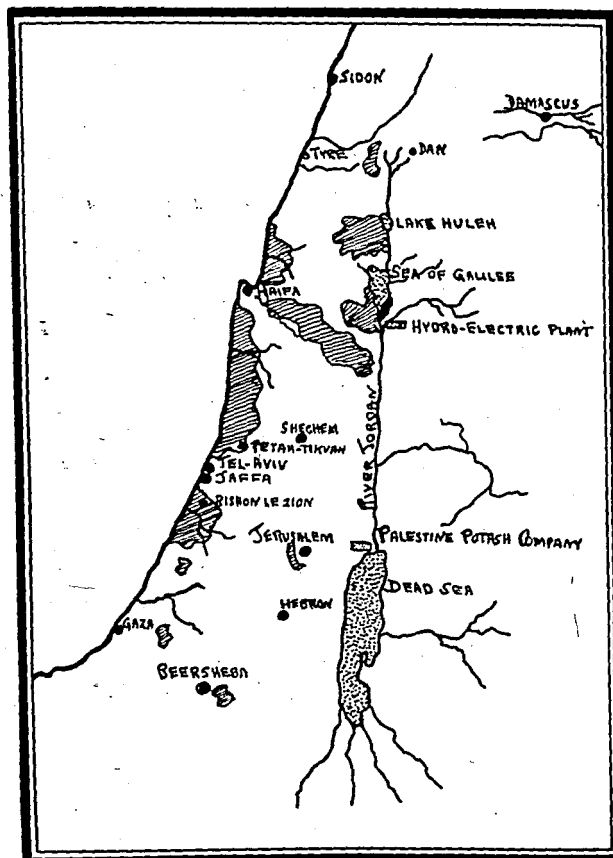 SIDON
DAMASCUS
TYRE
DAN
LAKE HULEH
SEA OF GALILEE
HAIFA
HYDRO-ELECTRIC PLANT
RIVER JORDAN
SHECHEM
PETAH-TIKVAH
TEL-AVIV
JAFFA
RISHON LE ZION
JERUSALEM
PALESTINE POTASH COMPANY
DEAD SEA
HEBRON
GAZA
BEERSHEBA